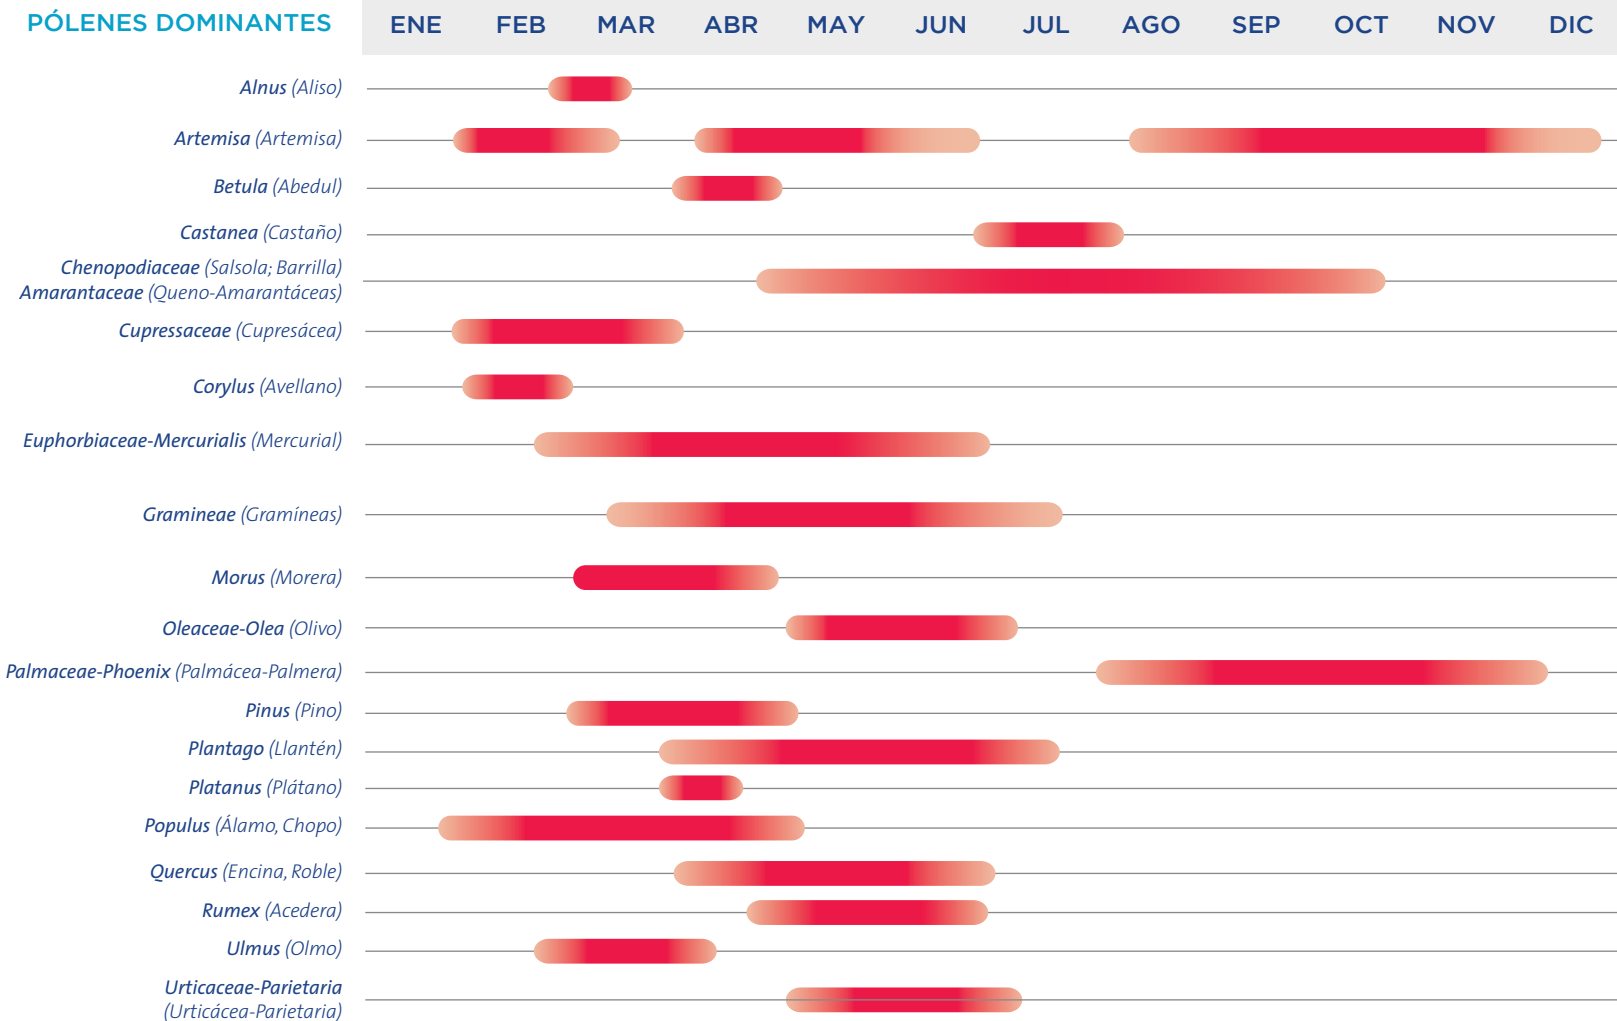 PÓLENES DOMINANTES ENE FEB MAR ABR MAY JUN JUL AGO SEP OCT NOV DIC
Alnus (Aliso)
Artemisa (Artemisa)
Betula (Abedul)
Castanea (Castaño)
Chenopodiaceae (Salsola; Barrilla)
Amarantaceae (Queno-Amarantáceas)
Cupressaceae (Cupresácea)
Corylus (Avellano)
Euphorbiaceae-Mercurialis (Mercurial)
Gramineae (Gramíneas)
Morus (Morera)
Oleaceae-Olea (Olivo)
Palmaceae-Phoenix (Palmácea-Palmera)
Pinus (Pino)
Plantago (Llantén)
Platanus (Plátano)
Populus (Álamo, Chopo)
Quercus (Encina, Roble)
Rumex (Acedera)
Ulmus (Olmo)
Urticaceae-Parietaria
(Urticácea-Parietaria)